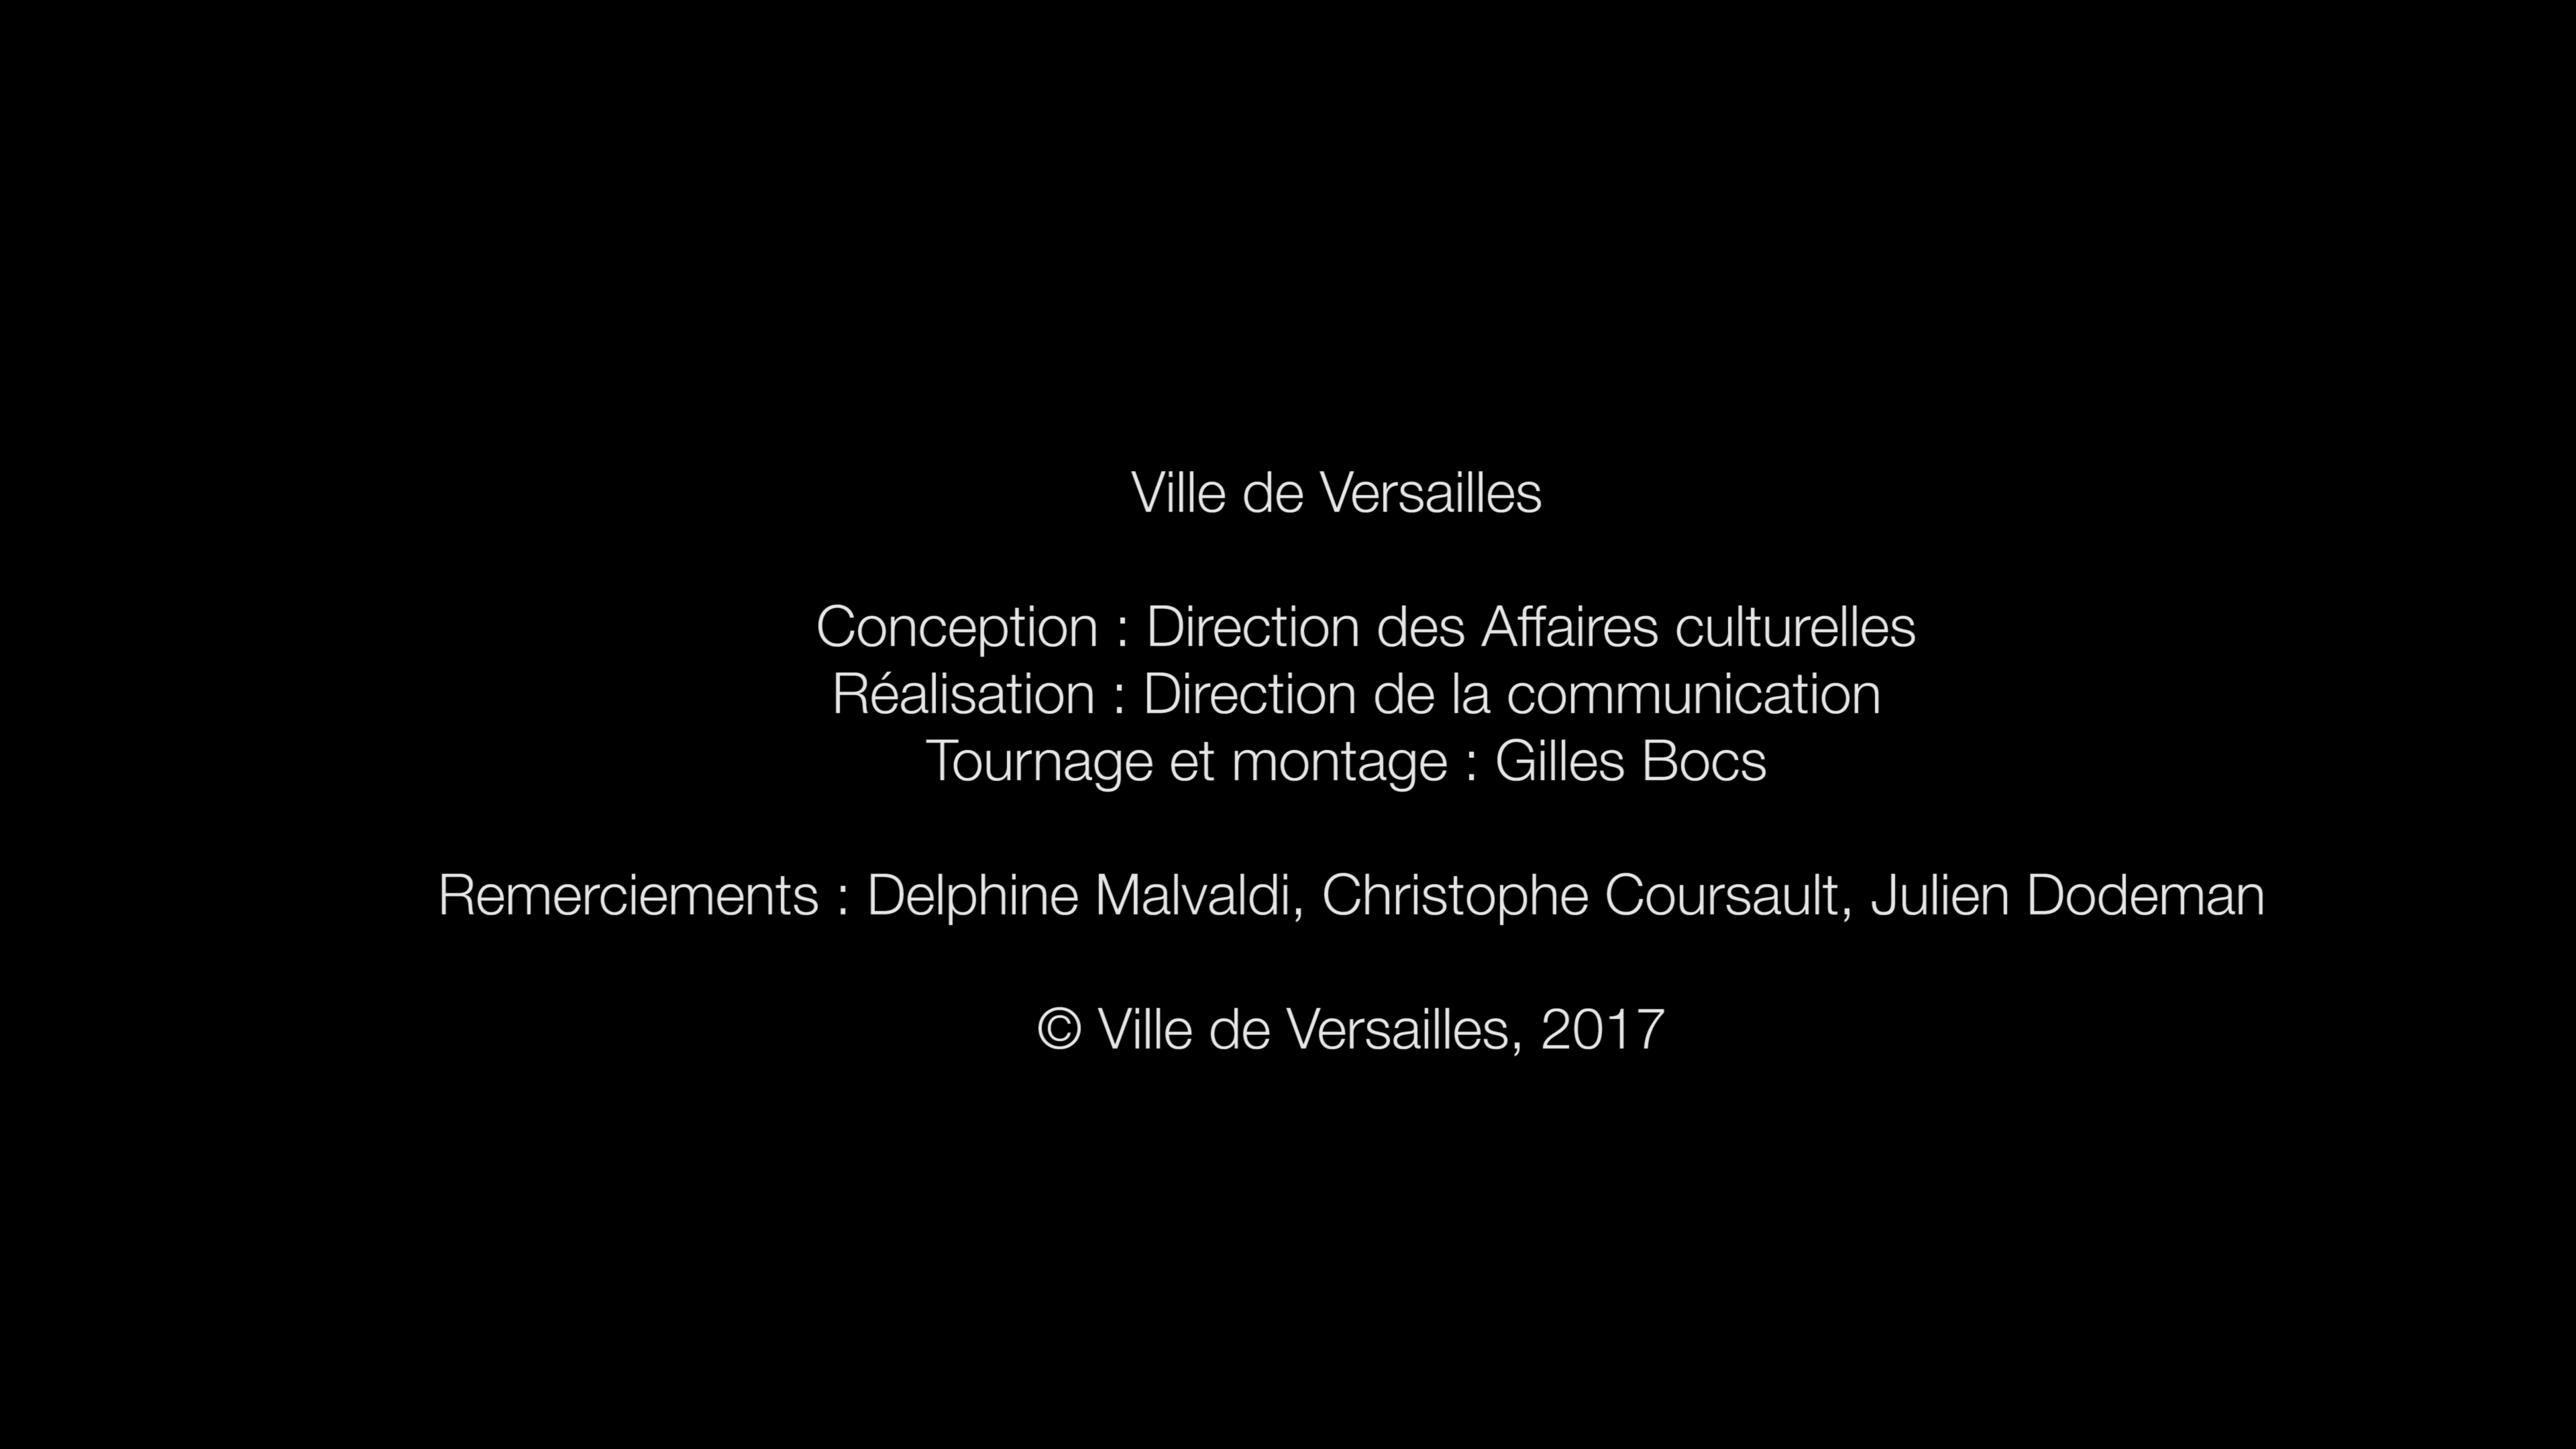 Ville de Versailles
Conception : Direction des Affaires culturelles
Réalisation : Direction de la communication
Tournage et montage : Gilles Bocs
Remerciements : Delphine Malvaldi, Christophe Coursault, Julien Dodeman
© Ville de Versailles, 2017